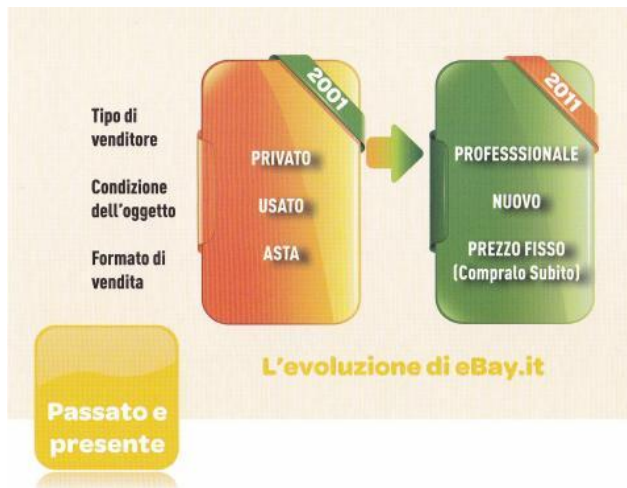 2001
2011
Tipo di
venditore
PRIVATO
PROFESSSIONALE
Condizione
dell'oggetto
USATO
NUOVO
Formato di
vendita
ASTA
PREZZO FISSO
(Compralo Subito)
L'evoluzione di eBay.it
Passato e
presente